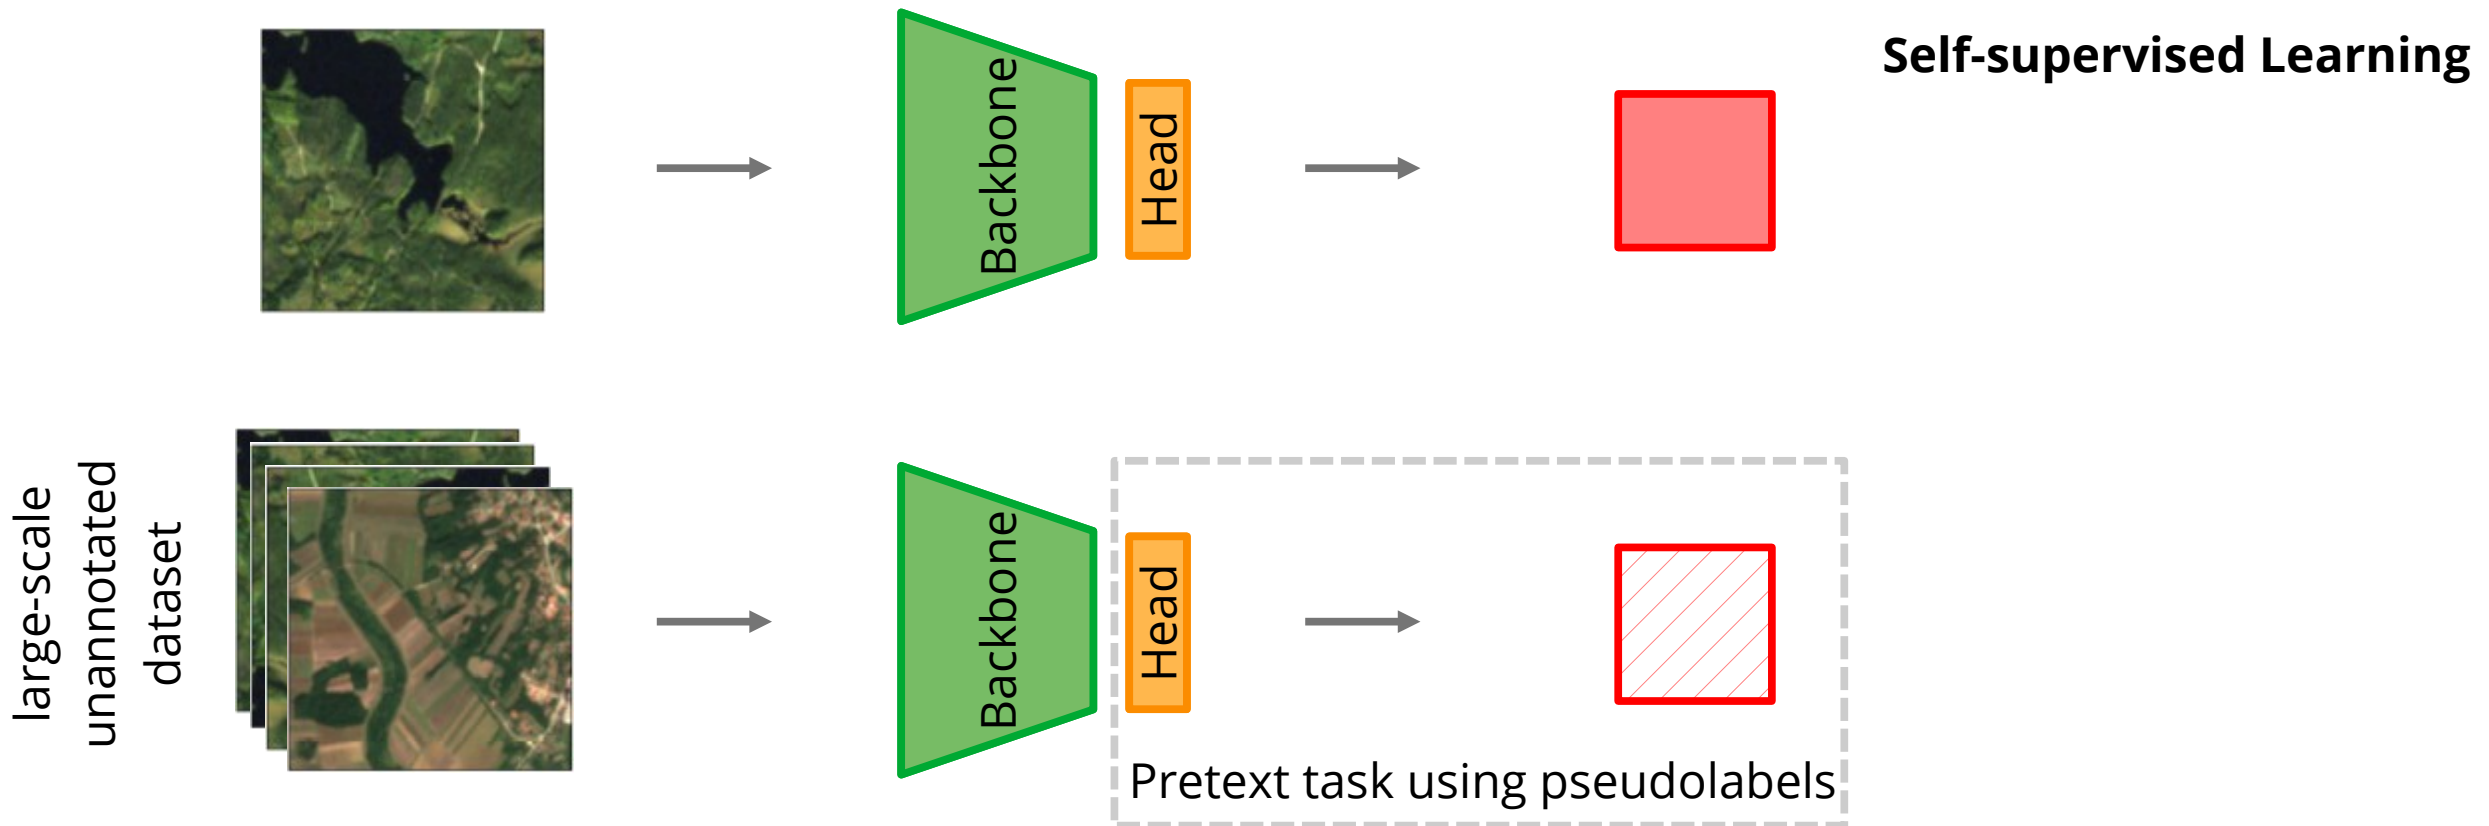 Self-supervised Learning
Backbone
Head
large-scale
unannotated
dataset
Backbone
Head
Pretext task using pseudolabels